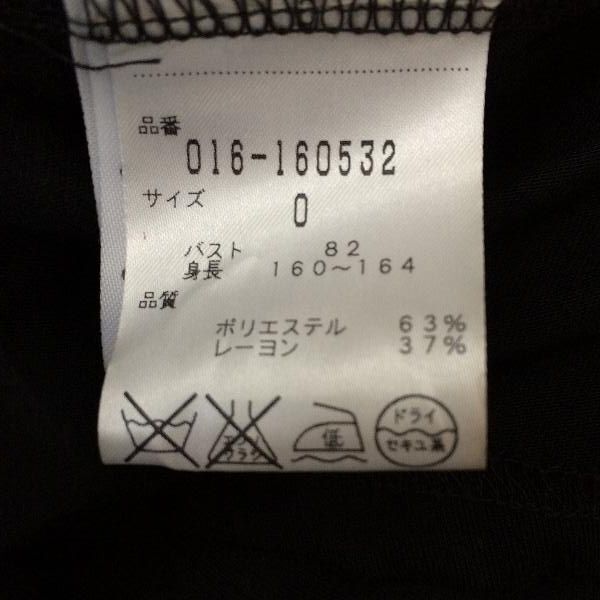 品番
016-160532
サイズ 0
バスト 82
身長 160～164
品質
ポリエステル 63%
レーヨン 37%
エンソ
サラシ
低
ドライ
セキユ系